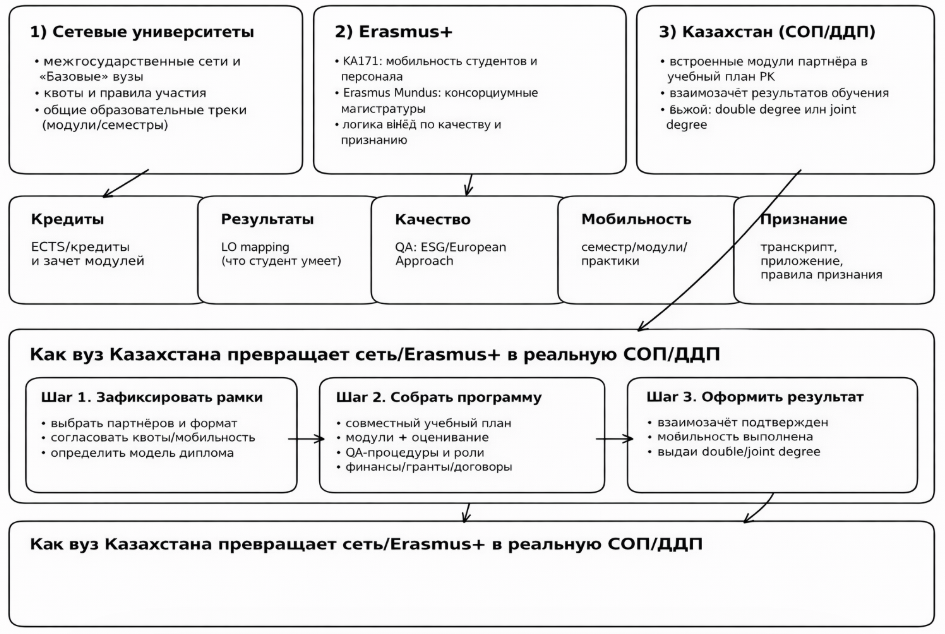 1) Сетевые университеты
• межгосударственные сети и
«Базовые» вузы
• квоты и правила участия
• общие образовательные треки
(модули/семестры)
2) Erasmus+
• KA171: мобильность студентов и
персонала
• Erasmus Mundus: консорциумные
магистратуры
• логика по качеству и
признанию
3) Казахстан (СОП/ДДП)
• встроенные модули партнёра в
учебный план РК
• взаимозачёт результатов обучения
• double degree илн joint
degree
Кредиты
ECTS/кредиты
и зачет модулей
Результаты
LO mapping
(что студент умеет)
Качество
QA: ESG/European
Approach
Мобильность
семестр/модули/
практики
Признание
транскрипт,
приложение,
правила признания
Как вуз Казахстана превращает сеть/Erasmus+ в реальную СОП/ДДП
Шаг 1. Зафиксировать рамки
• выбрать партнёров и формат
• согласовать квоты/мобильность
• определить модель диплома
Шаг 2. Собрать программу
• совместный учебный план
• модули + оценивание
• QA-процедуры и роли
• финансы/гранты/договоры
Шаг 3. Оформить результат
• взаимозачёт подтвержден
• мобильность выполнена
• выдаи double/joint degree
Как вуз Казахстана превращает сеть/Erasmus+ в реальную СОП/ДДП